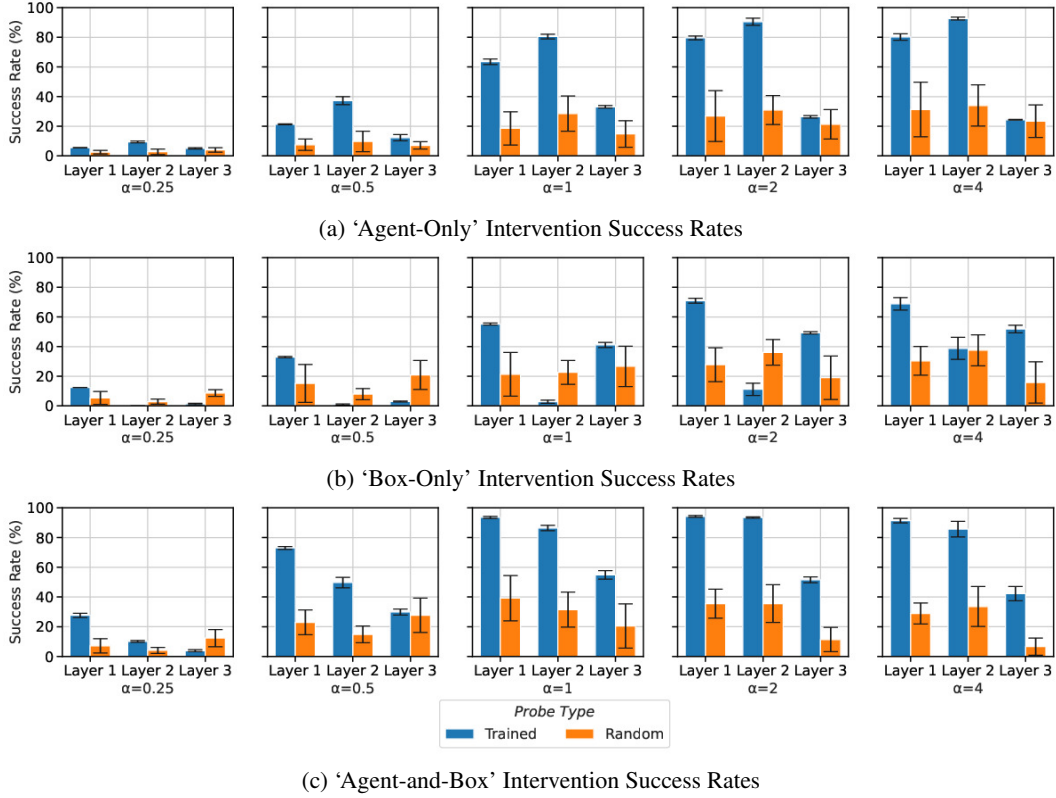 100
80
60
40
20
0
Success Rate (%)
Layer 1 Layer 2 Layer 3
α=0.25
Layer 1 Layer 2 Layer 3
α=0.5
Layer 1 Layer 2 Layer 3
α=1
Layer 1 Layer 2 Layer 3
α=2
Layer 1 Layer 2 Layer 3
α=4
(a) ‘Agent-Only’ Intervention Success Rates
100
80
60
40
20
0
Success Rate (%)
Layer 1 Layer 2 Layer 3
α=0.25
Layer 1 Layer 2 Layer 3
α=0.5
Layer 1 Layer 2 Layer 3
α=1
Layer 1 Layer 2 Layer 3
α=2
Layer 1 Layer 2 Layer 3
α=4
(b) ‘Box-Only’ Intervention Success Rates
100
80
60
40
20
0
Success Rate (%)
Layer 1 Layer 2 Layer 3
α=0.25
Layer 1 Layer 2 Layer 3
α=0.5
Layer 1 Layer 2 Layer 3
α=1
Layer 1 Layer 2 Layer 3
α=2
Layer 1 Layer 2 Layer 3
α=4
Probe Type
Trained Random
(c) ‘Agent-and-Box’ Intervention Success Rates